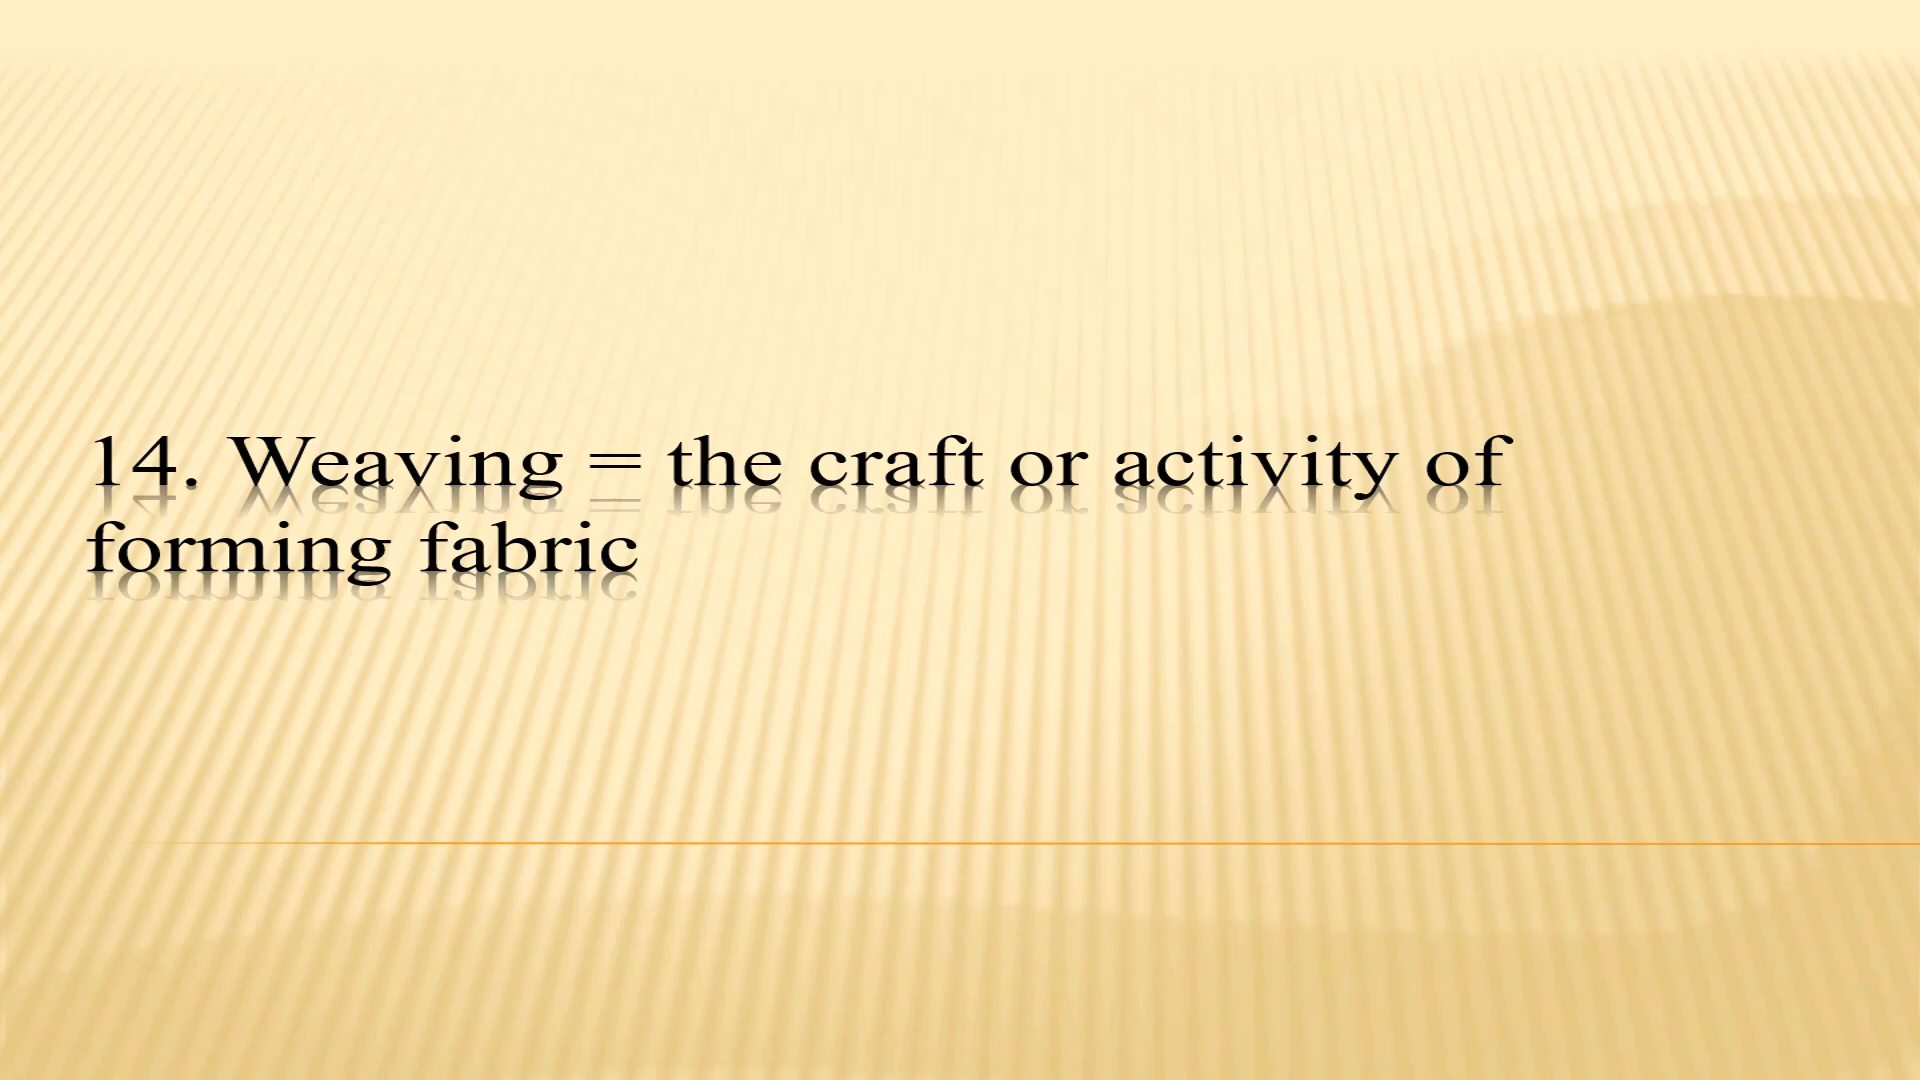 14. Weaving = the craft or activity of
forming fabric